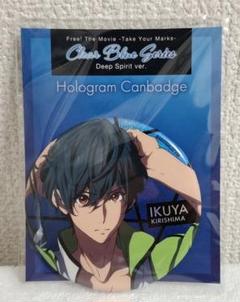 Free! The Movie -Take Your Marks-
Clear Blue Series
Deep Spirit ver.
Hologram Canbadge
IKUYA
KIRISHIMA